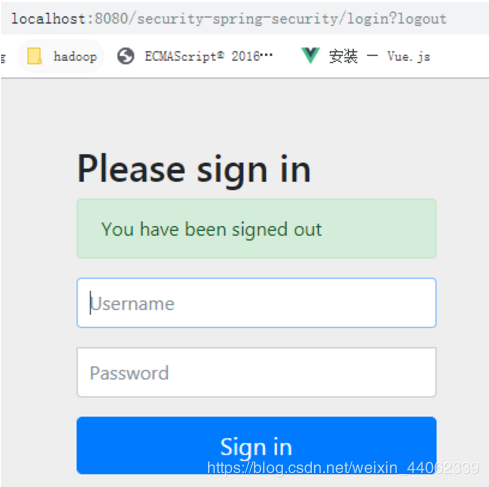 localhost:8080/security-spring-security/login?logout
g hadoop ECMAScript® 2016… 安装 — Vue.js
Please sign in
You have been signed out
Username
Password
Sign in
https://blog.csdn.net/weixin_44062339